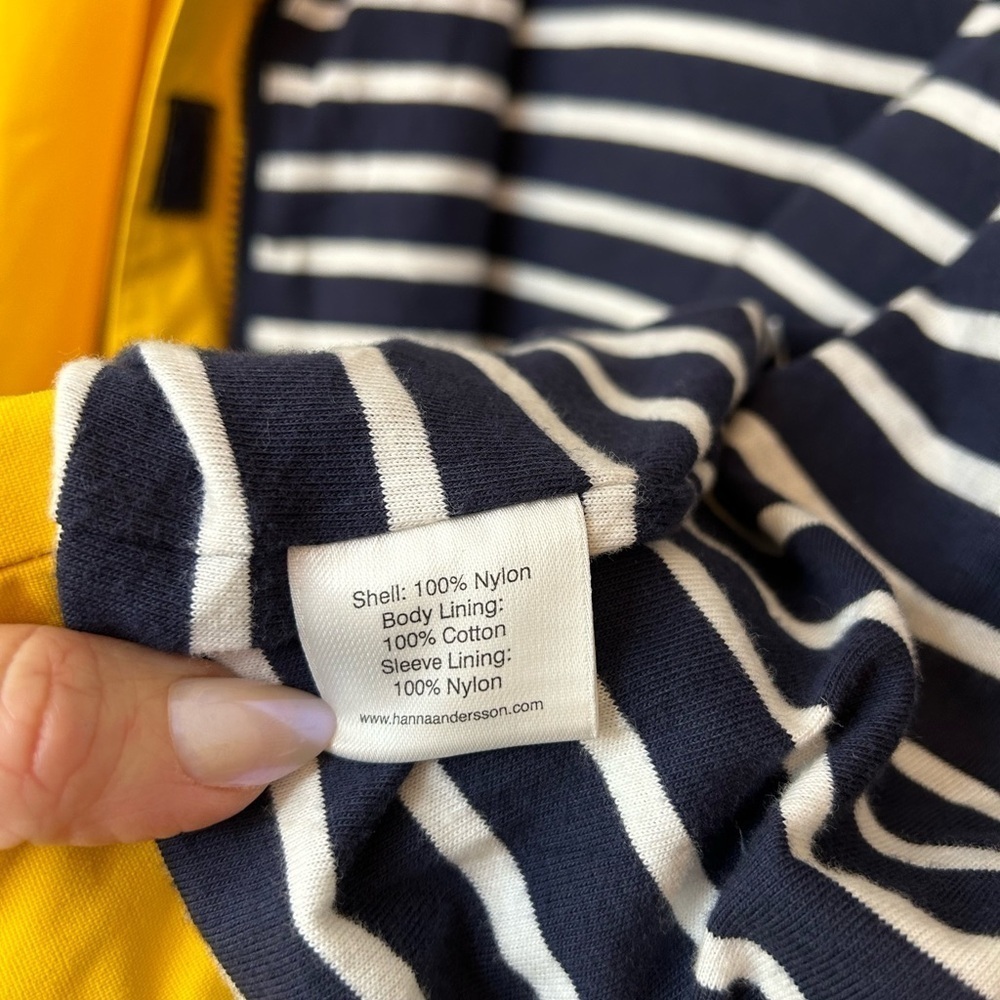 Shell: 100% Nylon
Body Lining:
100% Cotton
Sleeve Lining:
100% Nylon
www.hannaandersson.com